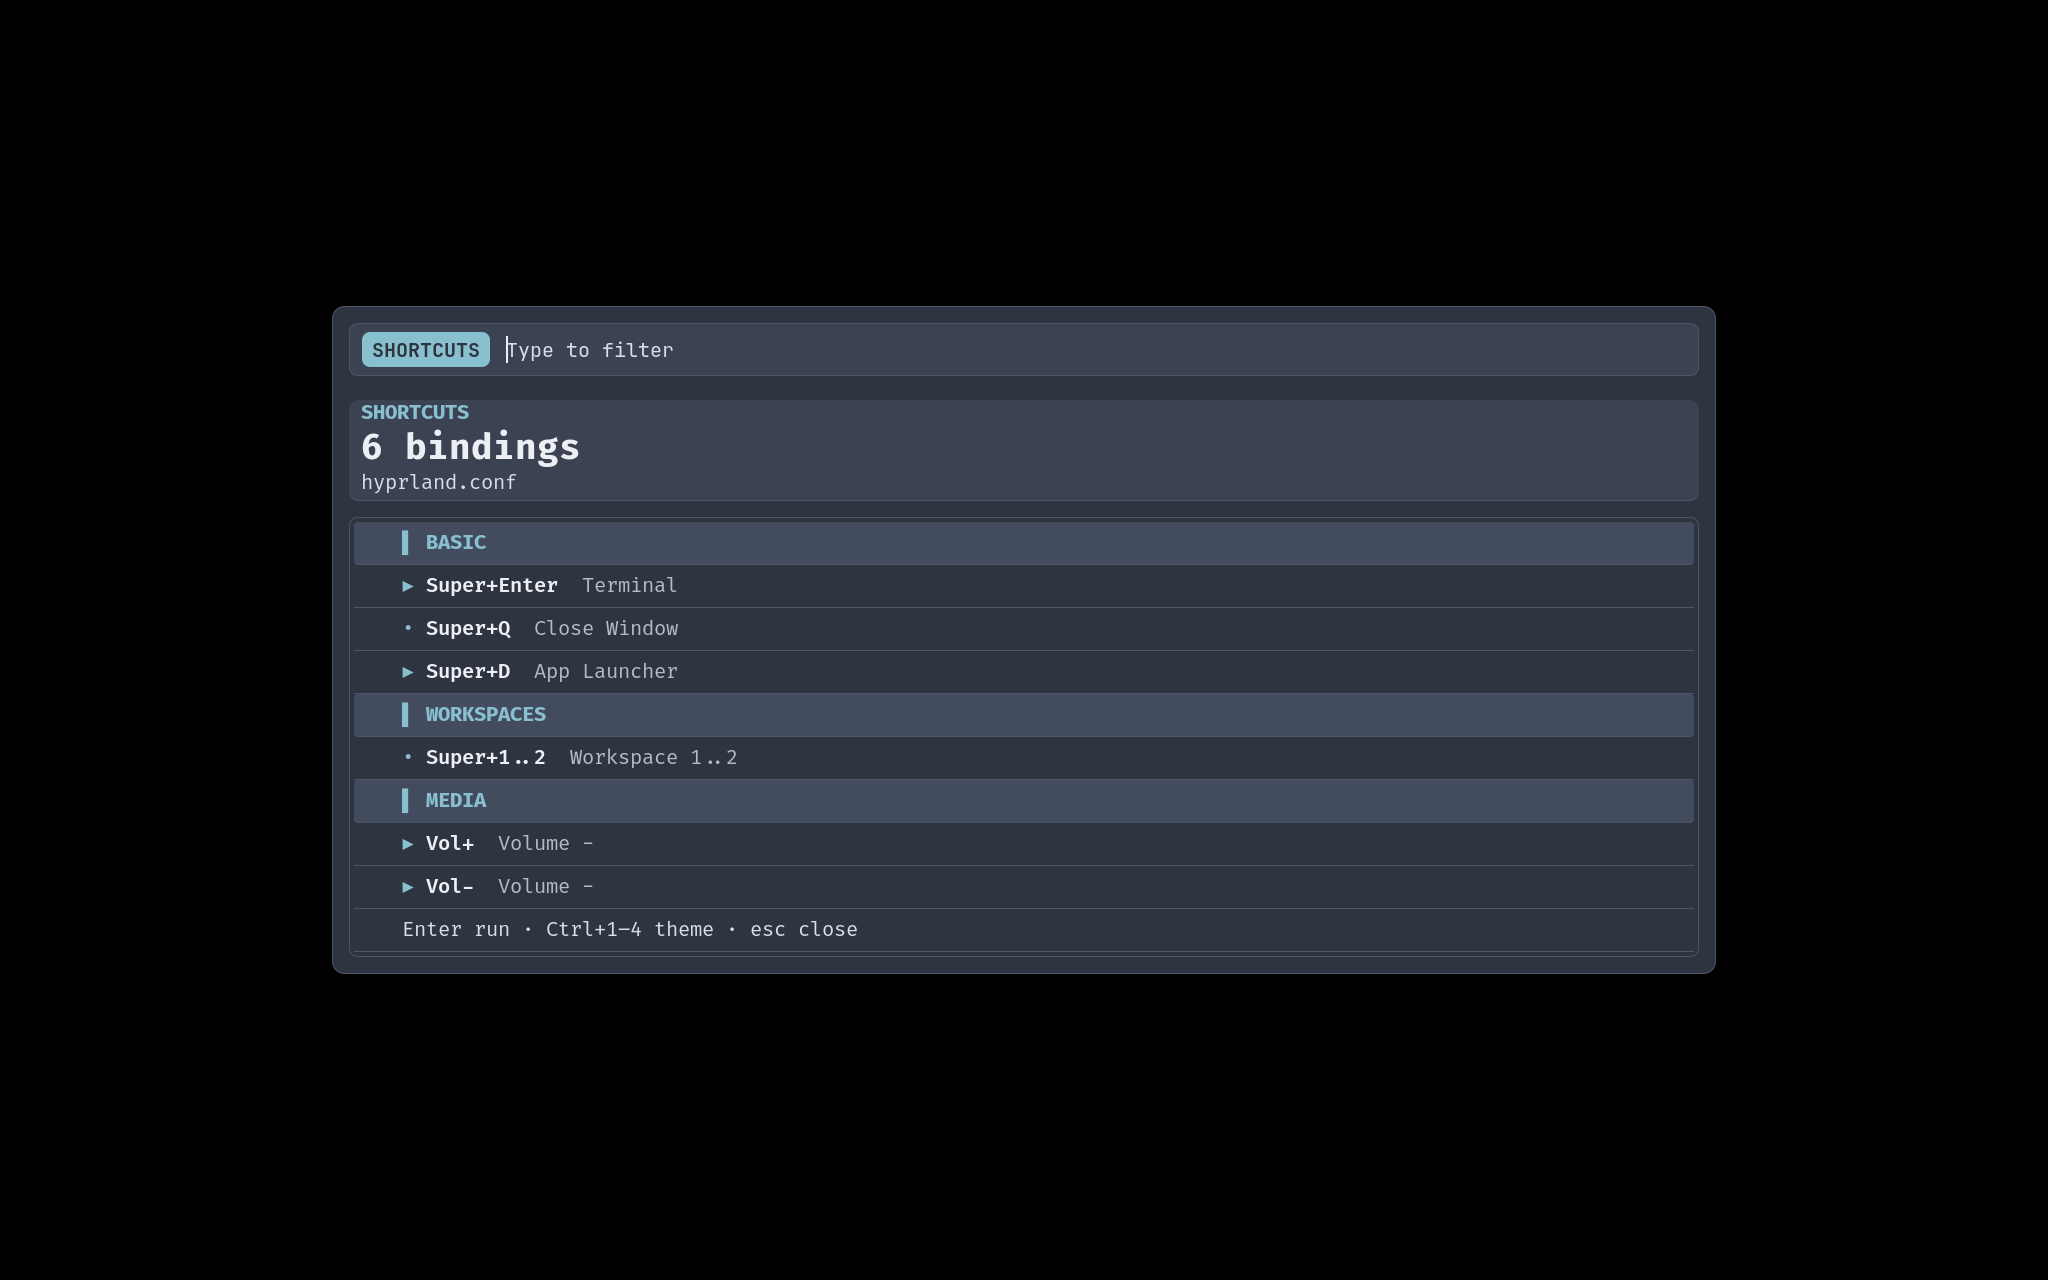 SHORTCUTS Type to filter
SHORTCUTS
6 bindings
hyprland.conf
BASIC
▶ Super+Enter  Terminal
• Super+Q  Close Window
▶ Super+D  App Launcher
WORKSPACES
• Super+1..2  Workspace 1..2
MEDIA
▶ Vol+  Volume -
▶ Vol-  Volume -
Enter run · Ctrl+1–4 theme · esc close